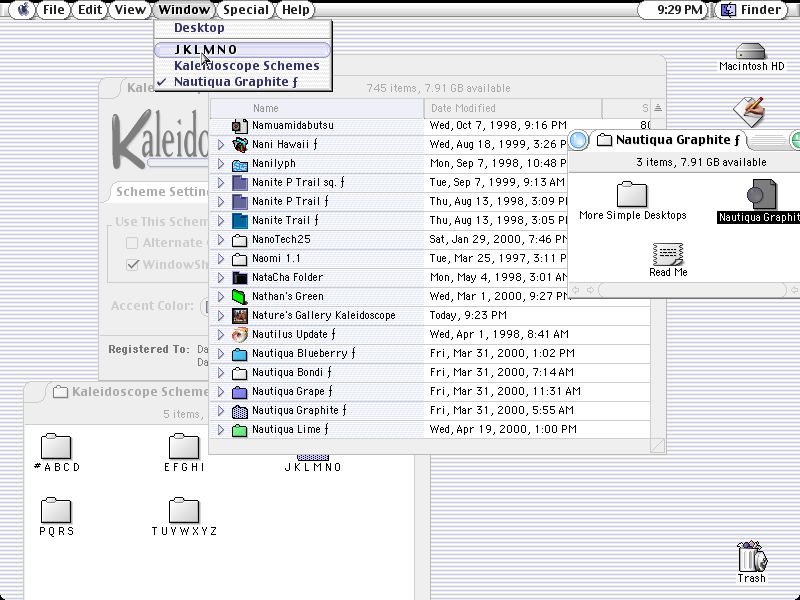 File Edit View Window Special Help 9:29 PM Finder
Desktop
J K L M N O
Kaleidoscope Schemes
✓ Nautiqua Graphite ƒ
Macintosh HD
745 items, 7.91 GB available
Name Date Modified S
Namuamidabutsu Wed, Oct 7, 1998, 9:16 PM 80
Nani Hawaii ƒ Wed, Aug 18, 1999, 3:26 P
Nanilyph Mon, Sep 7, 1998, 10:48 P
Nanite P Trail sq. ƒ Tue, Sep 7, 1999, 9:13 AM
Nanite P Trail ƒ Thu, Aug 13, 1998, 3:09
Nanite Trail ƒ Thu, Aug 13, 1998, 3:05
NanoTech25 Sat, Jan 29, 2000, 7:46 P
Naomi 1.1 Tue, Mar 25, 1997, 3:11
NataCha Folder Mon, May 4, 1998, 3:01 AM
Nathan's Green Wed, Mar 1, 2000, 9:27 P
Nature's Gallery Kaleidoscope Today, 9:23 PM
Nautilus Update ƒ Wed, Apr 1, 1998, 8:41 AM
Nautiqua Blueberry ƒ Fri, Mar 31, 2000, 1:02 PM
Nautiqua Bondi ƒ Fri, Mar 31, 2000, 7:14 AM
Nautiqua Grape ƒ Fri, Mar 31, 2000, 11:31 AM
Nautiqua Graphite ƒ Fri, Mar 31, 2000, 5:55 AM
Nautiqua Lime ƒ Wed, Apr 19, 2000, 1:00 PM
Nautiqua Graphite ƒ
3 items, 7.91 GB available
More Simple Desktops
Nautiqua Graphit
Read Me
Kale
Kaleido
Scheme Settin
Use This Schem
Alternate
WindowSh
Accent Color:
Registered To: Da
Da
Kaleidoscope Scheme
5 items,
#ABCD
EFGHI
JKLMNO
PQRS
TUVWXYZ
Trash